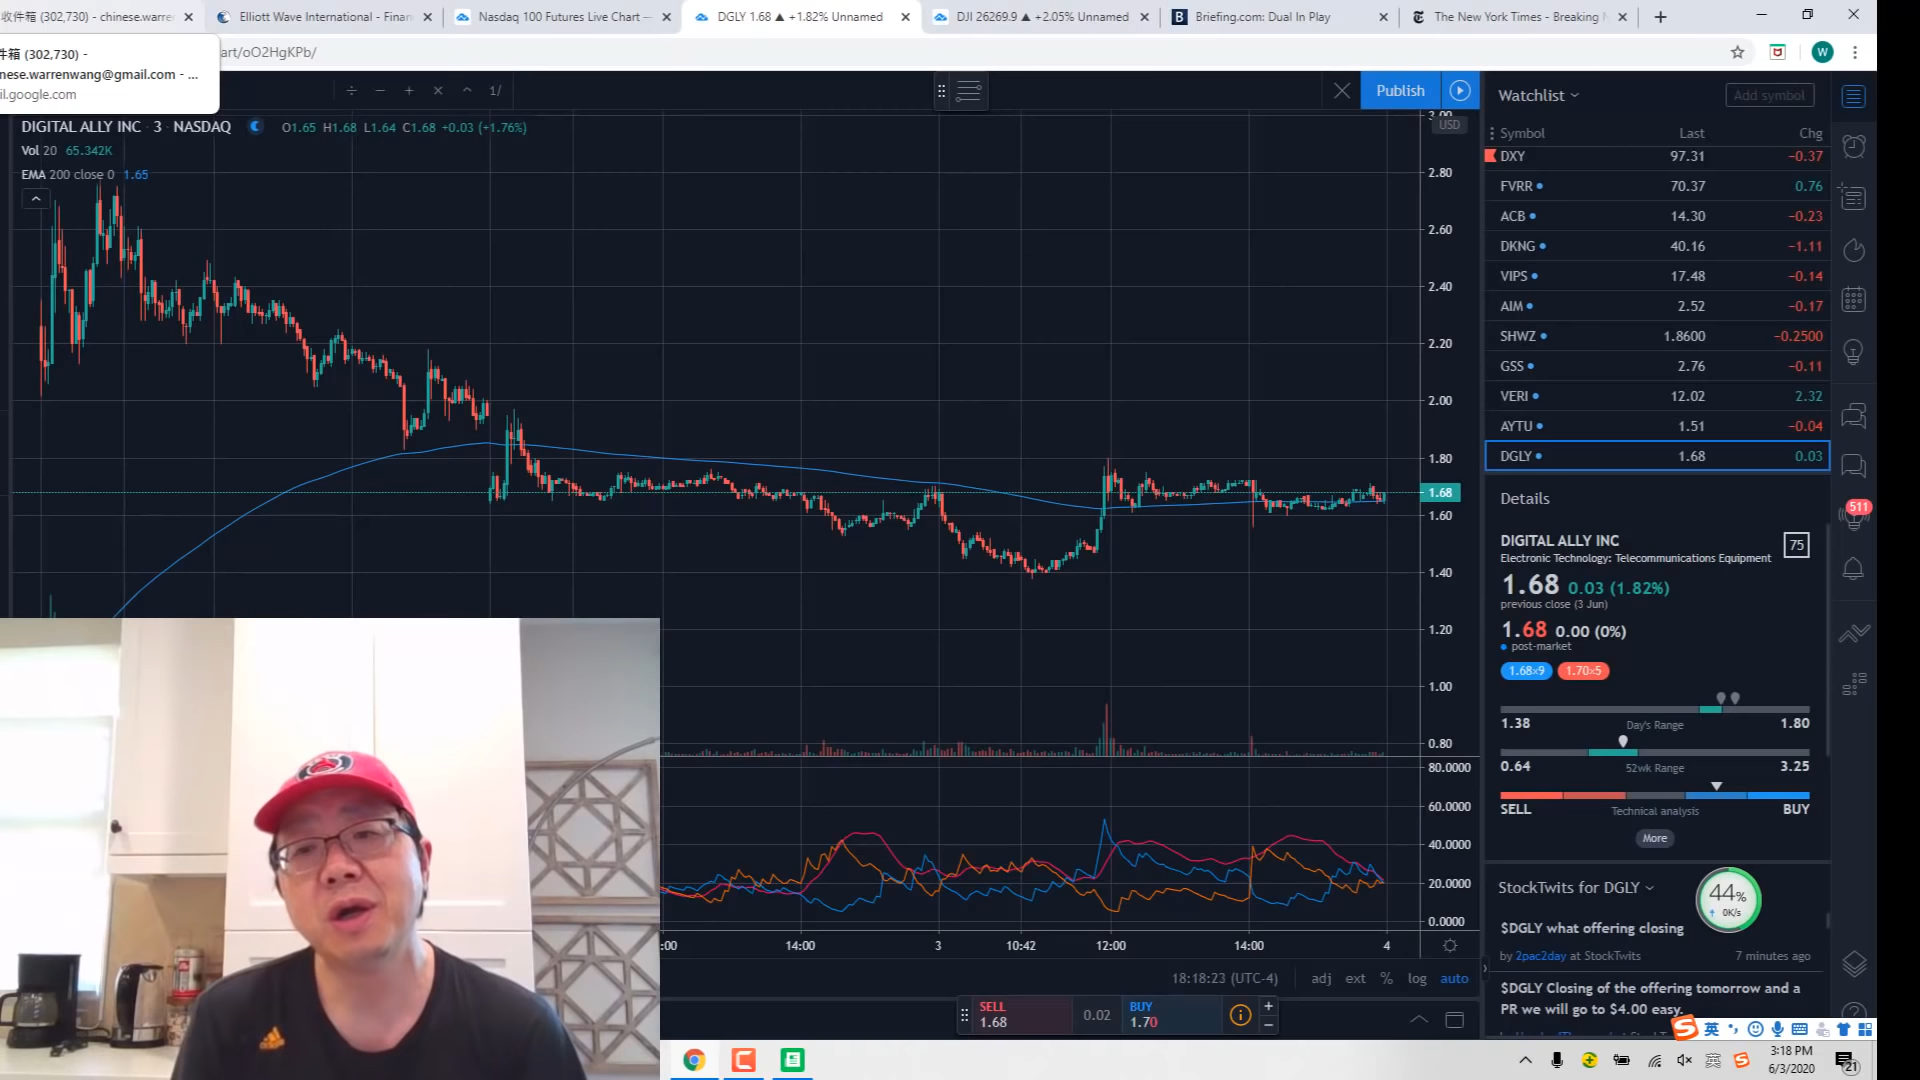 收件箱 (302,730) - chinese.warrer
Elliott Wave International - Finan
Nasdaq 100 Futures Live Chart —
DGLY 1.68 ▲ +1.82% Unnamed
DJI 26269.9 ▲ +2.05% Unnamed
Briefing.com: Dual In Play
The New York Times - Breaking N
件箱 (302,730) -
nese.warrenwang@gmail.com - ...
il.google.com
art/oO2HgKPb/
W
÷ − + × ^ 1/
Publish
DIGITAL ALLY INC · 3 · NASDAQ
O1.65 H1.68 L1.64 C1.68 +0.03 (+1.76%)
Vol 20 65.342K
EMA 200 close 0 1.65
3.00
USD
2.80
2.60
2.40
2.20
2.00
1.80
1.68
1.60
1.40
1.20
1.00
0.80
80.0000
60.0000
40.0000
20.0000
0.0000
:00 14:00 3 10:42 12:00 14:00 4
18:18:23 (UTC-4) adj ext % log auto
SELL
1.68
0.02
BUY
1.70
Watchlist
Add symbol
Symbol Last Chg
DXY 97.31 −0.37
FVRR 70.37 0.76
ACB 14.30 −0.23
DKNG 40.16 −1.11
VIPS 17.48 −0.14
AIM 2.52 −0.17
SHWZ 1.8600 −0.2500
GSS 2.76 −0.11
VERI 12.02 2.32
AYTU 1.51 −0.04
DGLY 1.68 0.03
Details
DIGITAL ALLY INC
75
Electronic Technology: Telecommunications Equipment
1.68 0.03 (1.82%)
previous close (3 Jun)
1.68 0.00 (0%)
post-market
1.68×9 1.70×5
1.38 Day's Range 1.80
0.64 52wk Range 3.25
SELL Technical analysis BUY
More
StockTwits for DGLY
44%
0K/s
$DGLY what offering closing
by 2pac2day at StockTwits 7 minutes ago
$DGLY Closing of the offering tomorrow and a
PR we will go to $4.00 easy.
511
英
英
3:18 PM
6/3/2020
21